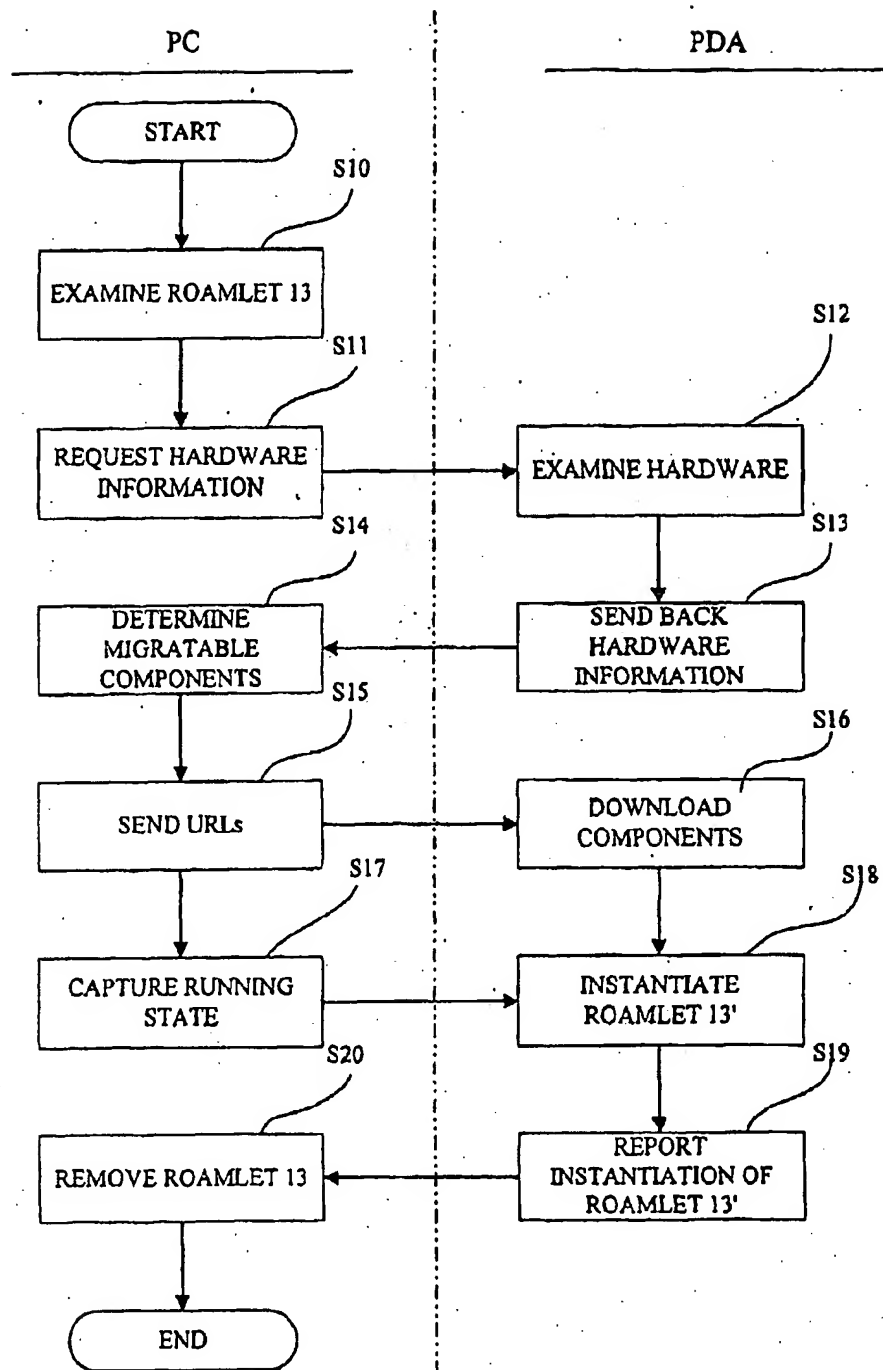 PC
PDA
START
S10
EXAMINE ROAMLET 13
S11
S12
REQUEST HARDWARE
INFORMATION
EXAMINE HARDWARE
S14
S13
DETERMINE
MIGRATABLE
COMPONENTS
SEND BACK
HARDWARE
INFORMATION
S15
S16
SEND URLs
DOWNLOAD
COMPONENTS
S17
S18
CAPTURE RUNNING
STATE
INSTANTIATE
ROAMLET 13'
S20
S19
REMOVE ROAMLET 13
REPORT
INSTANTIATION OF
ROAMLET 13'
END